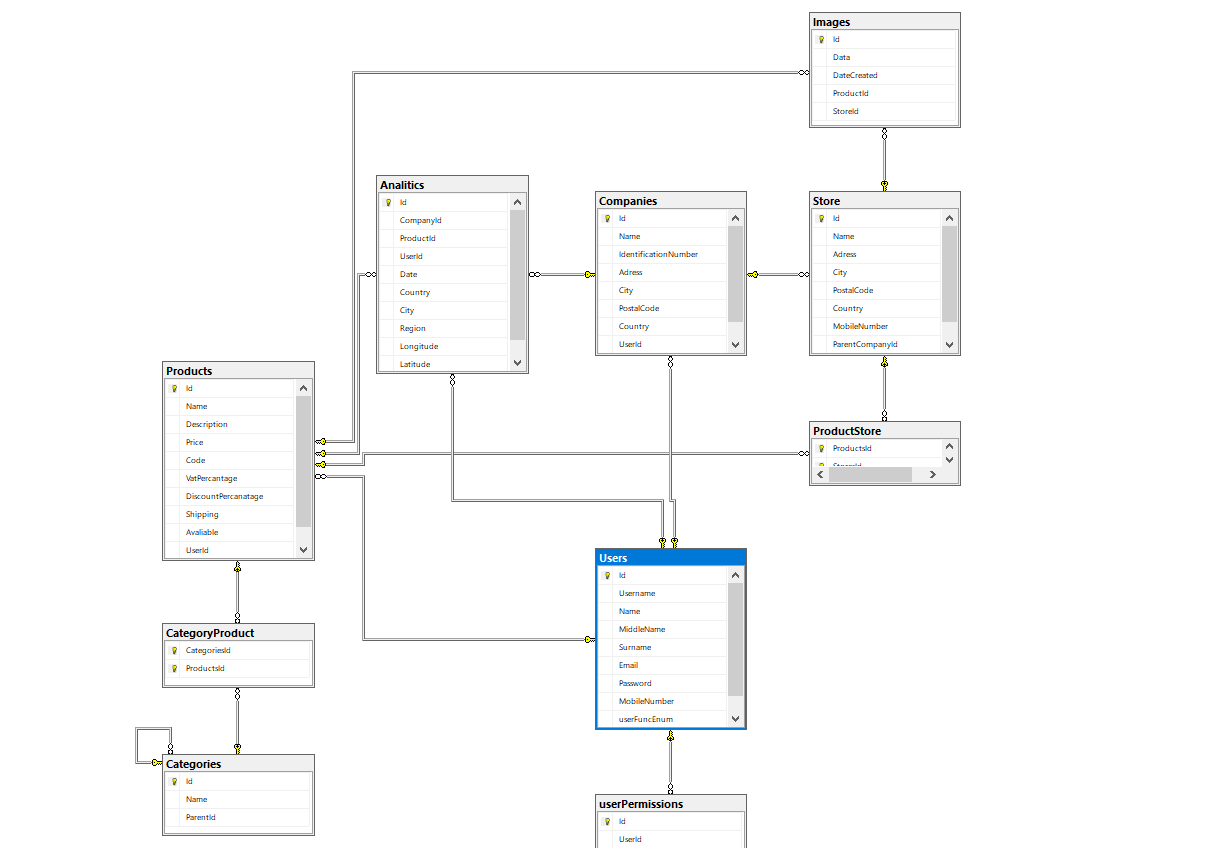 Images
Id
Data
DateCreated
ProductId
StoreId
Analitics
Id
CompanyId
ProductId
UserId
Date
Country
City
Region
Longitude
Latitude
Companies
Id
Name
IdentificationNumber
Adress
City
PostalCode
Country
UserId
Store
Id
Name
Adress
City
PostalCode
Country
MobileNumber
ParentCompanyId
Products
Id
Name
Description
Price
Code
VatPercantage
DiscountPercanatage
Shipping
Avaliable
UserId
ProductStore
ProductsId
Users
Id
Username
Name
MiddleName
Surname
Email
Password
MobileNumber
userFuncEnum
CategoryProduct
CategoriesId
ProductsId
Categories
Id
Name
ParentId
userPermissions
Id
UserId